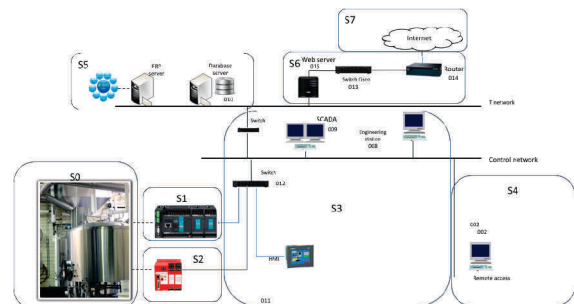 S7
Internet
S5
ERP
server
Database
server
010
S6
Web server
015
Switch Cisco
013
Router
014
T network
Switch
SCADA
009
Engineering
station
008
Control network
S0
S1
S2
Switch
012
S3
HMI
011
S4
002
Remote access